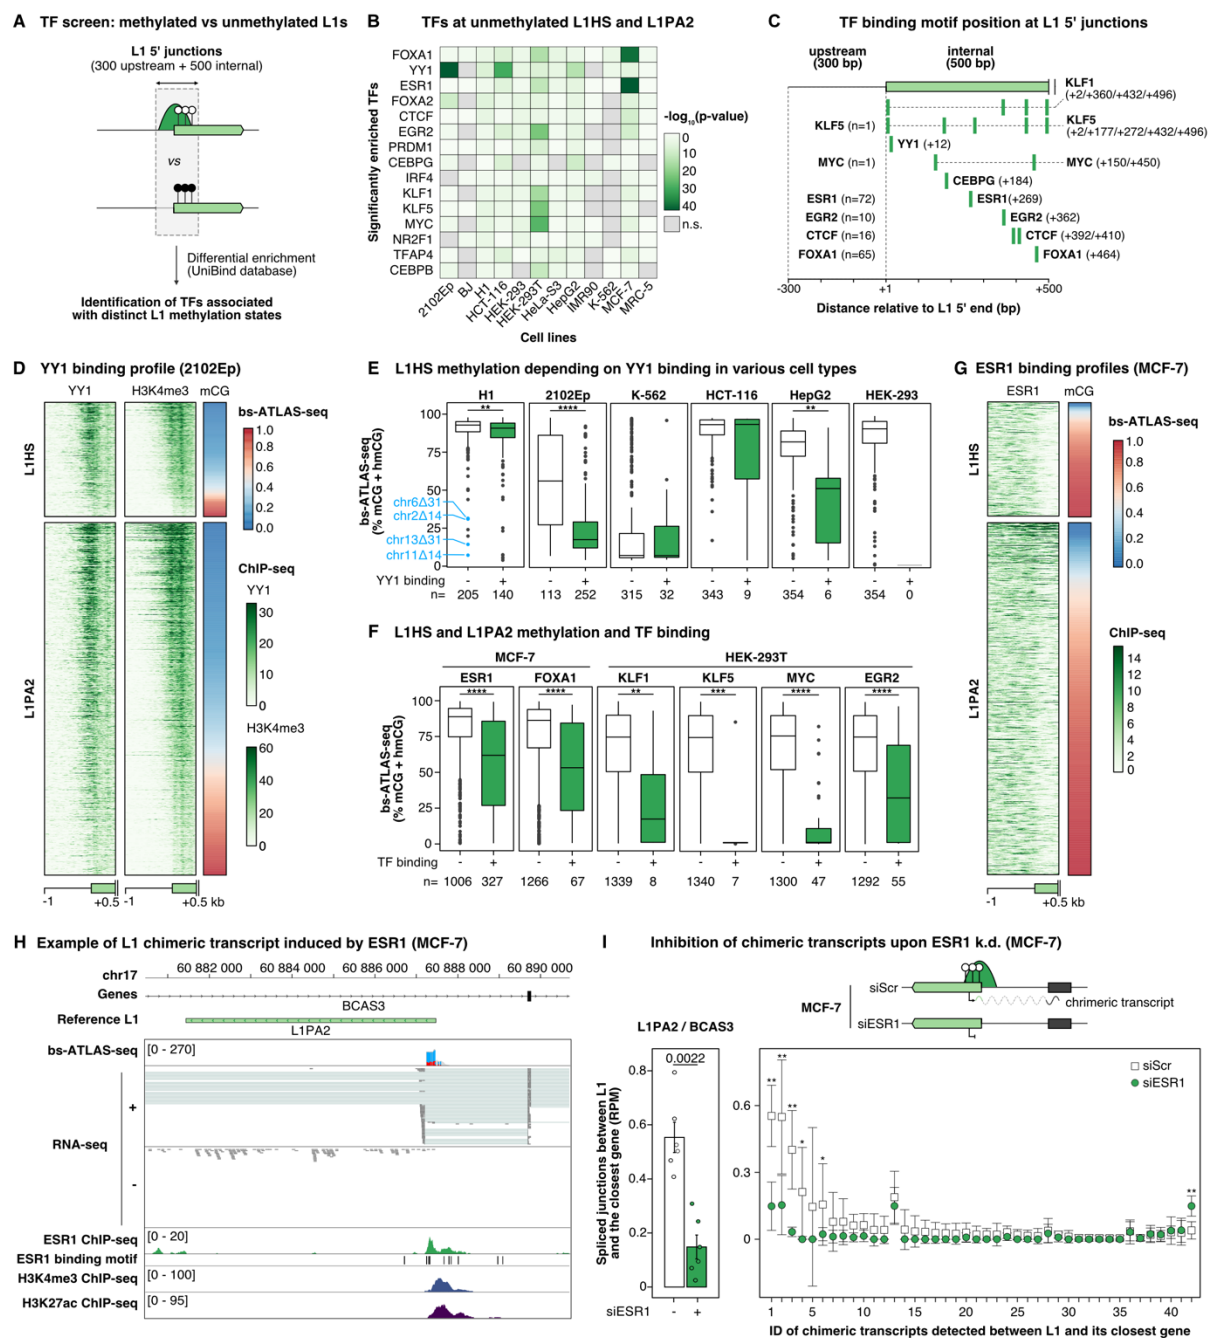 A TF screen: methylated vs unmethylated L1s
L1 5' junctions
(300 upstream + 500 internal)
vs
Differential enrichment
(UniBind database)
Identification of TFs associated
with distinct L1 methylation states
B TFs at unmethylated L1HS and L1PA2
Significantly enriched TFs
FOXA1
YY1
ESR1
FOXA2
CTCF
EGR2
PRDM1
CEBPG
IRF4
KLF1
KLF5
MYC
NR2F1
TFAP4
CEBPB
2102Ep
BJ
H1
HCT-116
HEK-293
HEK-293T
HeLa-S3
HepG2
IMR90
K-562
MCF-7
MRC-5
Cell lines
-log10(p-value)
0
10
20
30
40
n.s.
C TF binding motif position at L1 5' junctions
upstream internal
(300 bp) (500 bp)
KLF1
(+2/+360/+432/+496)
KLF5 (n=1) KLF5
(+2/+177/+272/+432/+496)
YY1 (+12)
MYC (n=1) MYC (+150/+450)
CEBPG (+184)
ESR1 (n=72) ESR1(+269)
EGR2 (n=10) EGR2 (+362)
CTCF (n=16) CTCF (+392/+410)
FOXA1 (n=65) FOXA1 (+464)
-300 +1 +500
Distance relative to L1 5' end (bp)
D YY1 binding profile (2102Ep)
YY1 H3K4me3 mCG
L1HS
L1PA2
bs-ATLAS-seq
1.0
0.8
0.6
0.4
0.2
0.0
ChIP-seq
YY1
30
20
10
0
H3K4me3
60
40
20
0
-1 +0.5 -1 +0.5 kb
E L1HS methylation depending on YY1 binding in various cell types
H1 2102Ep K-562 HCT-116 HepG2 HEK-293
** **** **
bs-ATLAS-seq
(% mCG + hmCG)
100
75
50
25
0
chr6Δ31
chr2Δ14
chr13Δ31
chr11Δ14
YY1 binding - + - + - + - + - + - +
n= 205 140 113 252 315 32 343 9 354 6 354 0
F L1HS and L1PA2 methylation and TF binding
MCF-7 HEK-293T
ESR1 FOXA1 KLF1 KLF5 MYC EGR2
**** **** ** *** **** ****
bs-ATLAS-seq
(% mCG + hmCG)
100
75
50
25
0
TF binding - + - + - + - + - + - +
n= 1006 327 1266 67 1339 8 1340 7 1300 47 1292 55
G ESR1 binding profiles (MCF-7)
ESR1 mCG
L1HS
L1PA2
bs-ATLAS-seq
1.0
0.8
0.6
0.4
0.2
0.0
ChIP-seq
14
12
10
8
6
4
2
0
-1 +0.5 kb
H Example of L1 chimeric transcript induced by ESR1 (MCF-7)
60 882 000 60 884 000 60 886 000 60 888 000 60 890 000
chr17
Genes
BCAS3
Reference L1
L1PA2
bs-ATLAS-seq [0 - 270]
+
RNA-seq
-
ESR1 ChIP-seq [0 - 20]
ESR1 binding motif
H3K4me3 ChIP-seq [0 - 100]
H3K27ac ChIP-seq [0 - 95]
I Inhibition of chimeric transcripts upon ESR1 k.d. (MCF-7)
MCF-7
siScr
chrimeric transcript
siESR1
L1PA2 / BCAS3
0.0022
Spliced junctions between L1
and the closest gene (RPM)
0.8
0.6
0.4
0.2
0
siESR1 - +
siScr
siESR1
** ** ** * * **
0.6
0.3
0
1 5 10 15 20 25 30 35 40
ID of chimeric transcripts detected between L1 and its closest gene